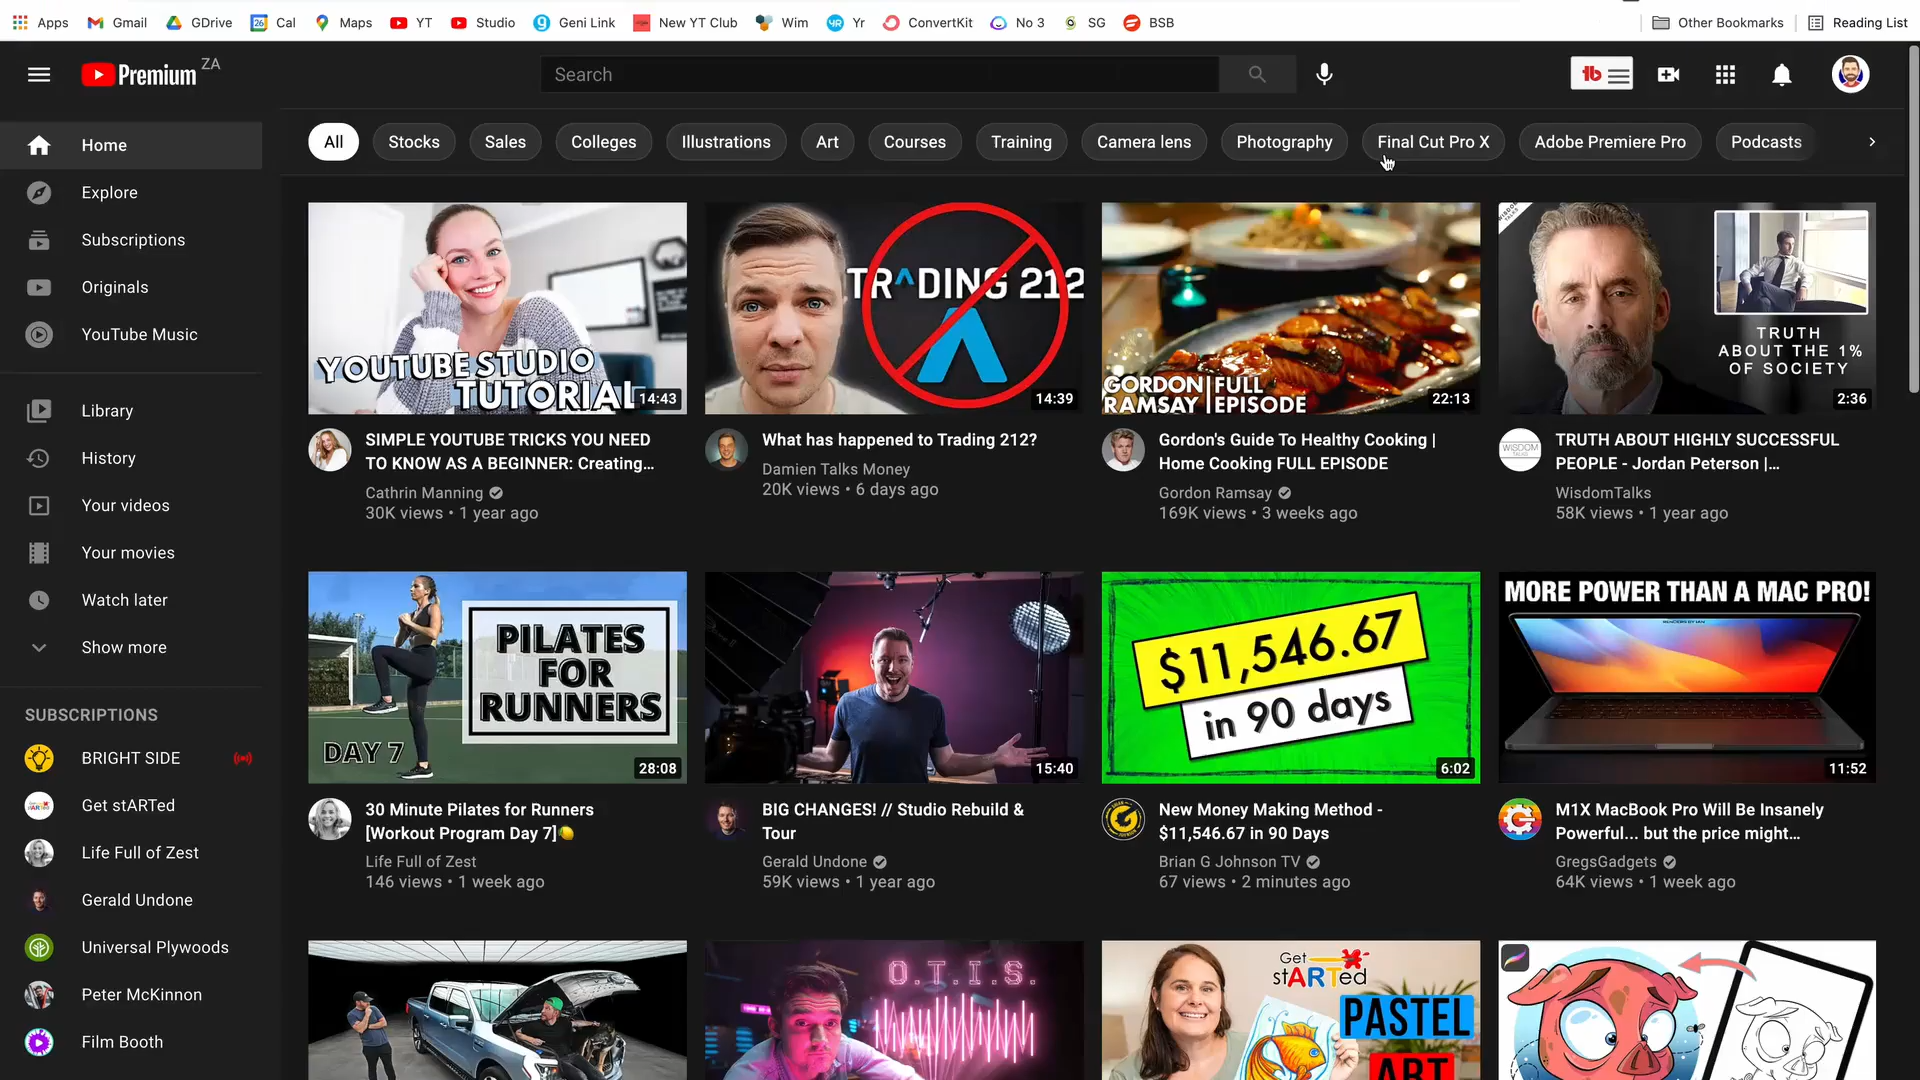 Apps
Gmail
GDrive
26
Cal
Maps
YT
Studio
Geni Link
New YT Club
Wim
YR
Yr
ConvertKit
No 3
SG
BSB
Other Bookmarks
Reading List
Premium ZA
Search
tb
Home
Explore
Subscriptions
Originals
YouTube Music
Library
History
Your videos
Your movies
Watch later
Show more
SUBSCRIPTIONS
BRIGHT SIDE
Get stARTed
Life Full of Zest
Gerald Undone
Universal Plywoods
Peter McKinnon
Film Booth
All
Stocks
Sales
Colleges
Illustrations
Art
Courses
Training
Camera lens
Photography
Final Cut Pro X
Adobe Premiere Pro
Podcasts
YOUTUBE STUDIO
TUTORIAL
14:43
SIMPLE YOUTUBE TRICKS YOU NEED
TO KNOW AS A BEGINNER: Creating...
Cathrin Manning
30K views • 1 year ago
TR^DING 212
14:39
What has happened to Trading 212?
Damien Talks Money
20K views • 6 days ago
GORDON | FULL
RAMSAY | EPISODE
22:13
Gordon's Guide To Healthy Cooking |
Home Cooking FULL EPISODE
Gordon Ramsay
169K views • 3 weeks ago
WISDOM
TALKS
TRUTH
ABOUT THE 1%
OF SOCIETY
2:36
WISDOM
TALKS
TRUTH ABOUT HIGHLY SUCCESSFUL
PEOPLE - Jordan Peterson |...
WisdomTalks
58K views • 1 year ago
PILATES
FOR
RUNNERS
DAY 7
28:08
30 Minute Pilates for Runners
[Workout Program Day 7]
Life Full of Zest
146 views • 1 week ago
15:40
BIG CHANGES! // Studio Rebuild &
Tour
Gerald Undone
59K views • 1 year ago
$11,546.67
in 90 days
6:02
New Money Making Method -
$11,546.67 in 90 Days
Brian G Johnson TV
67 views • 2 minutes ago
MORE POWER THAN A MAC PRO!
11:52
M1X MacBook Pro Will Be Insanely
Powerful... but the price might...
GregsGadgets
64K views • 1 week ago
O.T.I.S.
Get
stARTed
PASTEL
ART